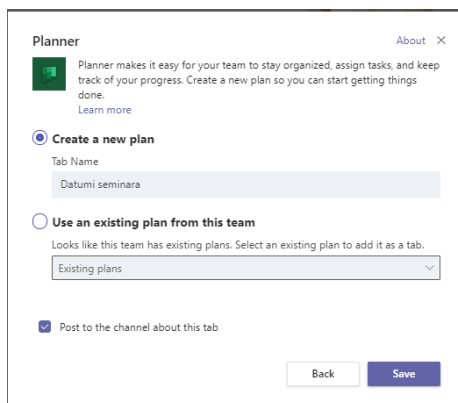 Planner
About
Planner makes it easy for your team to stay organized, assign tasks, and keep
track of your progress. Create a new plan so you can start getting things
done.
Learn more
Create a new plan
Tab Name
Datumi seminara
Use an existing plan from this team
Looks like this team has existing plans. Select an existing plan to add it as a tab.
Existing plans
Post to the channel about this tab
Back
Save